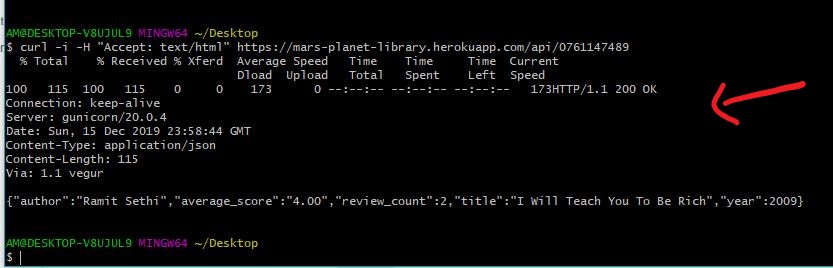 AM@DESKTOP-V8UJUL9 MINGW64 ~/Desktop
$ curl -i -H "Accept: text/html" https://mars-planet-library.herokuapp.com/api/0761147489
% Total % Received % Xferd Average Speed Time Time Time Current
Dload Upload Total Spent Left Speed
100 115 100 115 0 0 173 0 --:--:-- --:--:-- --:--:-- 173HTTP/1.1 200 OK
Connection: keep-alive
Server: gunicorn/20.0.4
Date: Sun, 15 Dec 2019 23:58:44 GMT
Content-Type: application/json
Content-Length: 115
Via: 1.1 vegur
{"author":"Ramit Sethi","average_score":"4.00","review_count":2,"title":"I Will Teach You To Be Rich","year":2009}
AM@DESKTOP-V8UJUL9 MINGW64 ~/Desktop
$